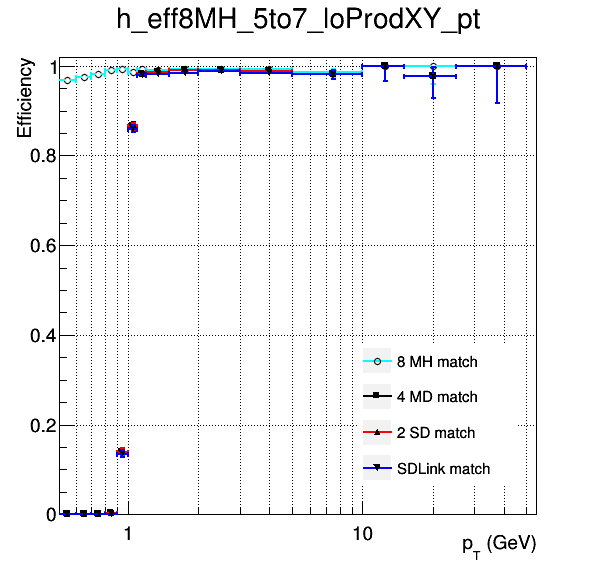 h_eff8MH_5to7_loProdXY_pt
Efficiency
1
0.8
0.6
0.4
0.2
0
8 MH match
4 MD match
2 SD match
SDLink match
1
10
p_T (GeV)